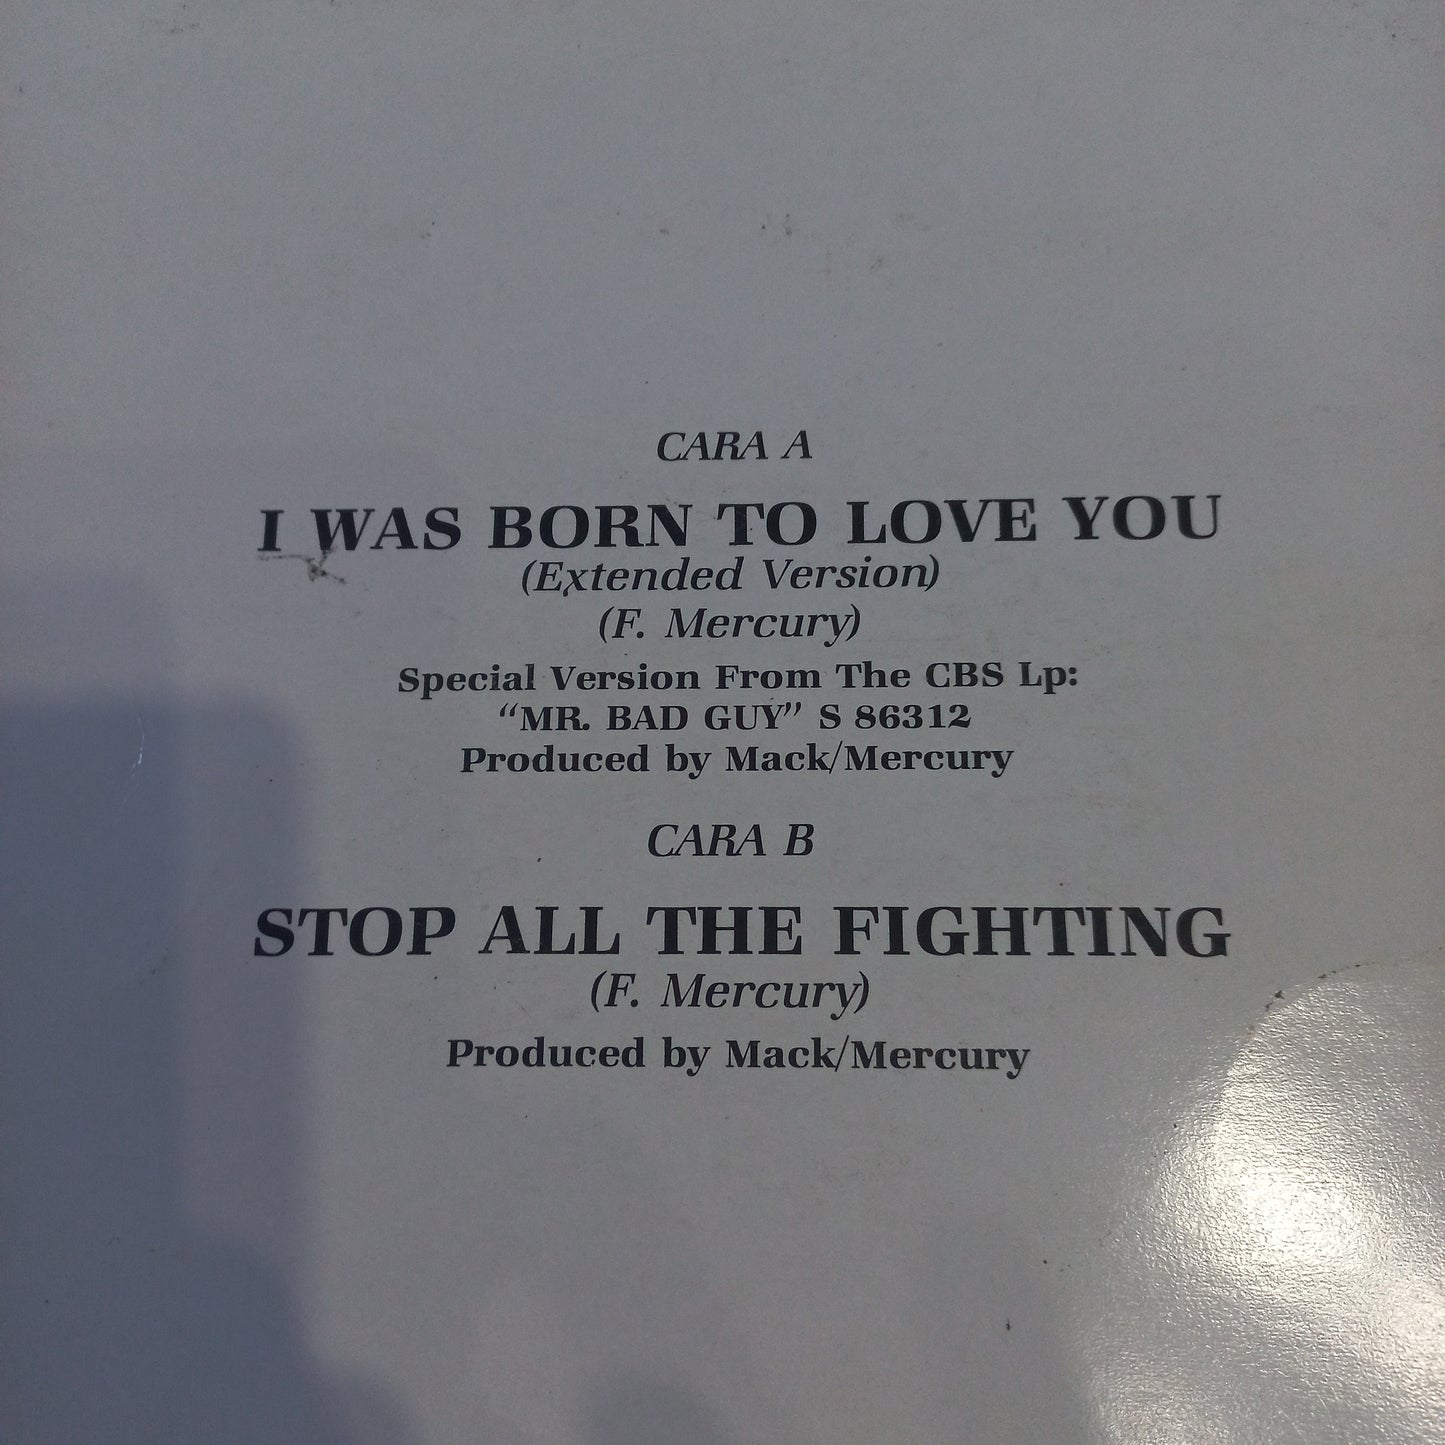 CARA A
I WAS BORN TO LOVE YOU
(Extended Version)
(F. Mercury)
Special Version From The CBS Lp:
“MR. BAD GUY” S 86312
Produced by Mack/Mercury
CARA B
STOP ALL THE FIGHTING
(F. Mercury)
Produced by Mack/Mercury